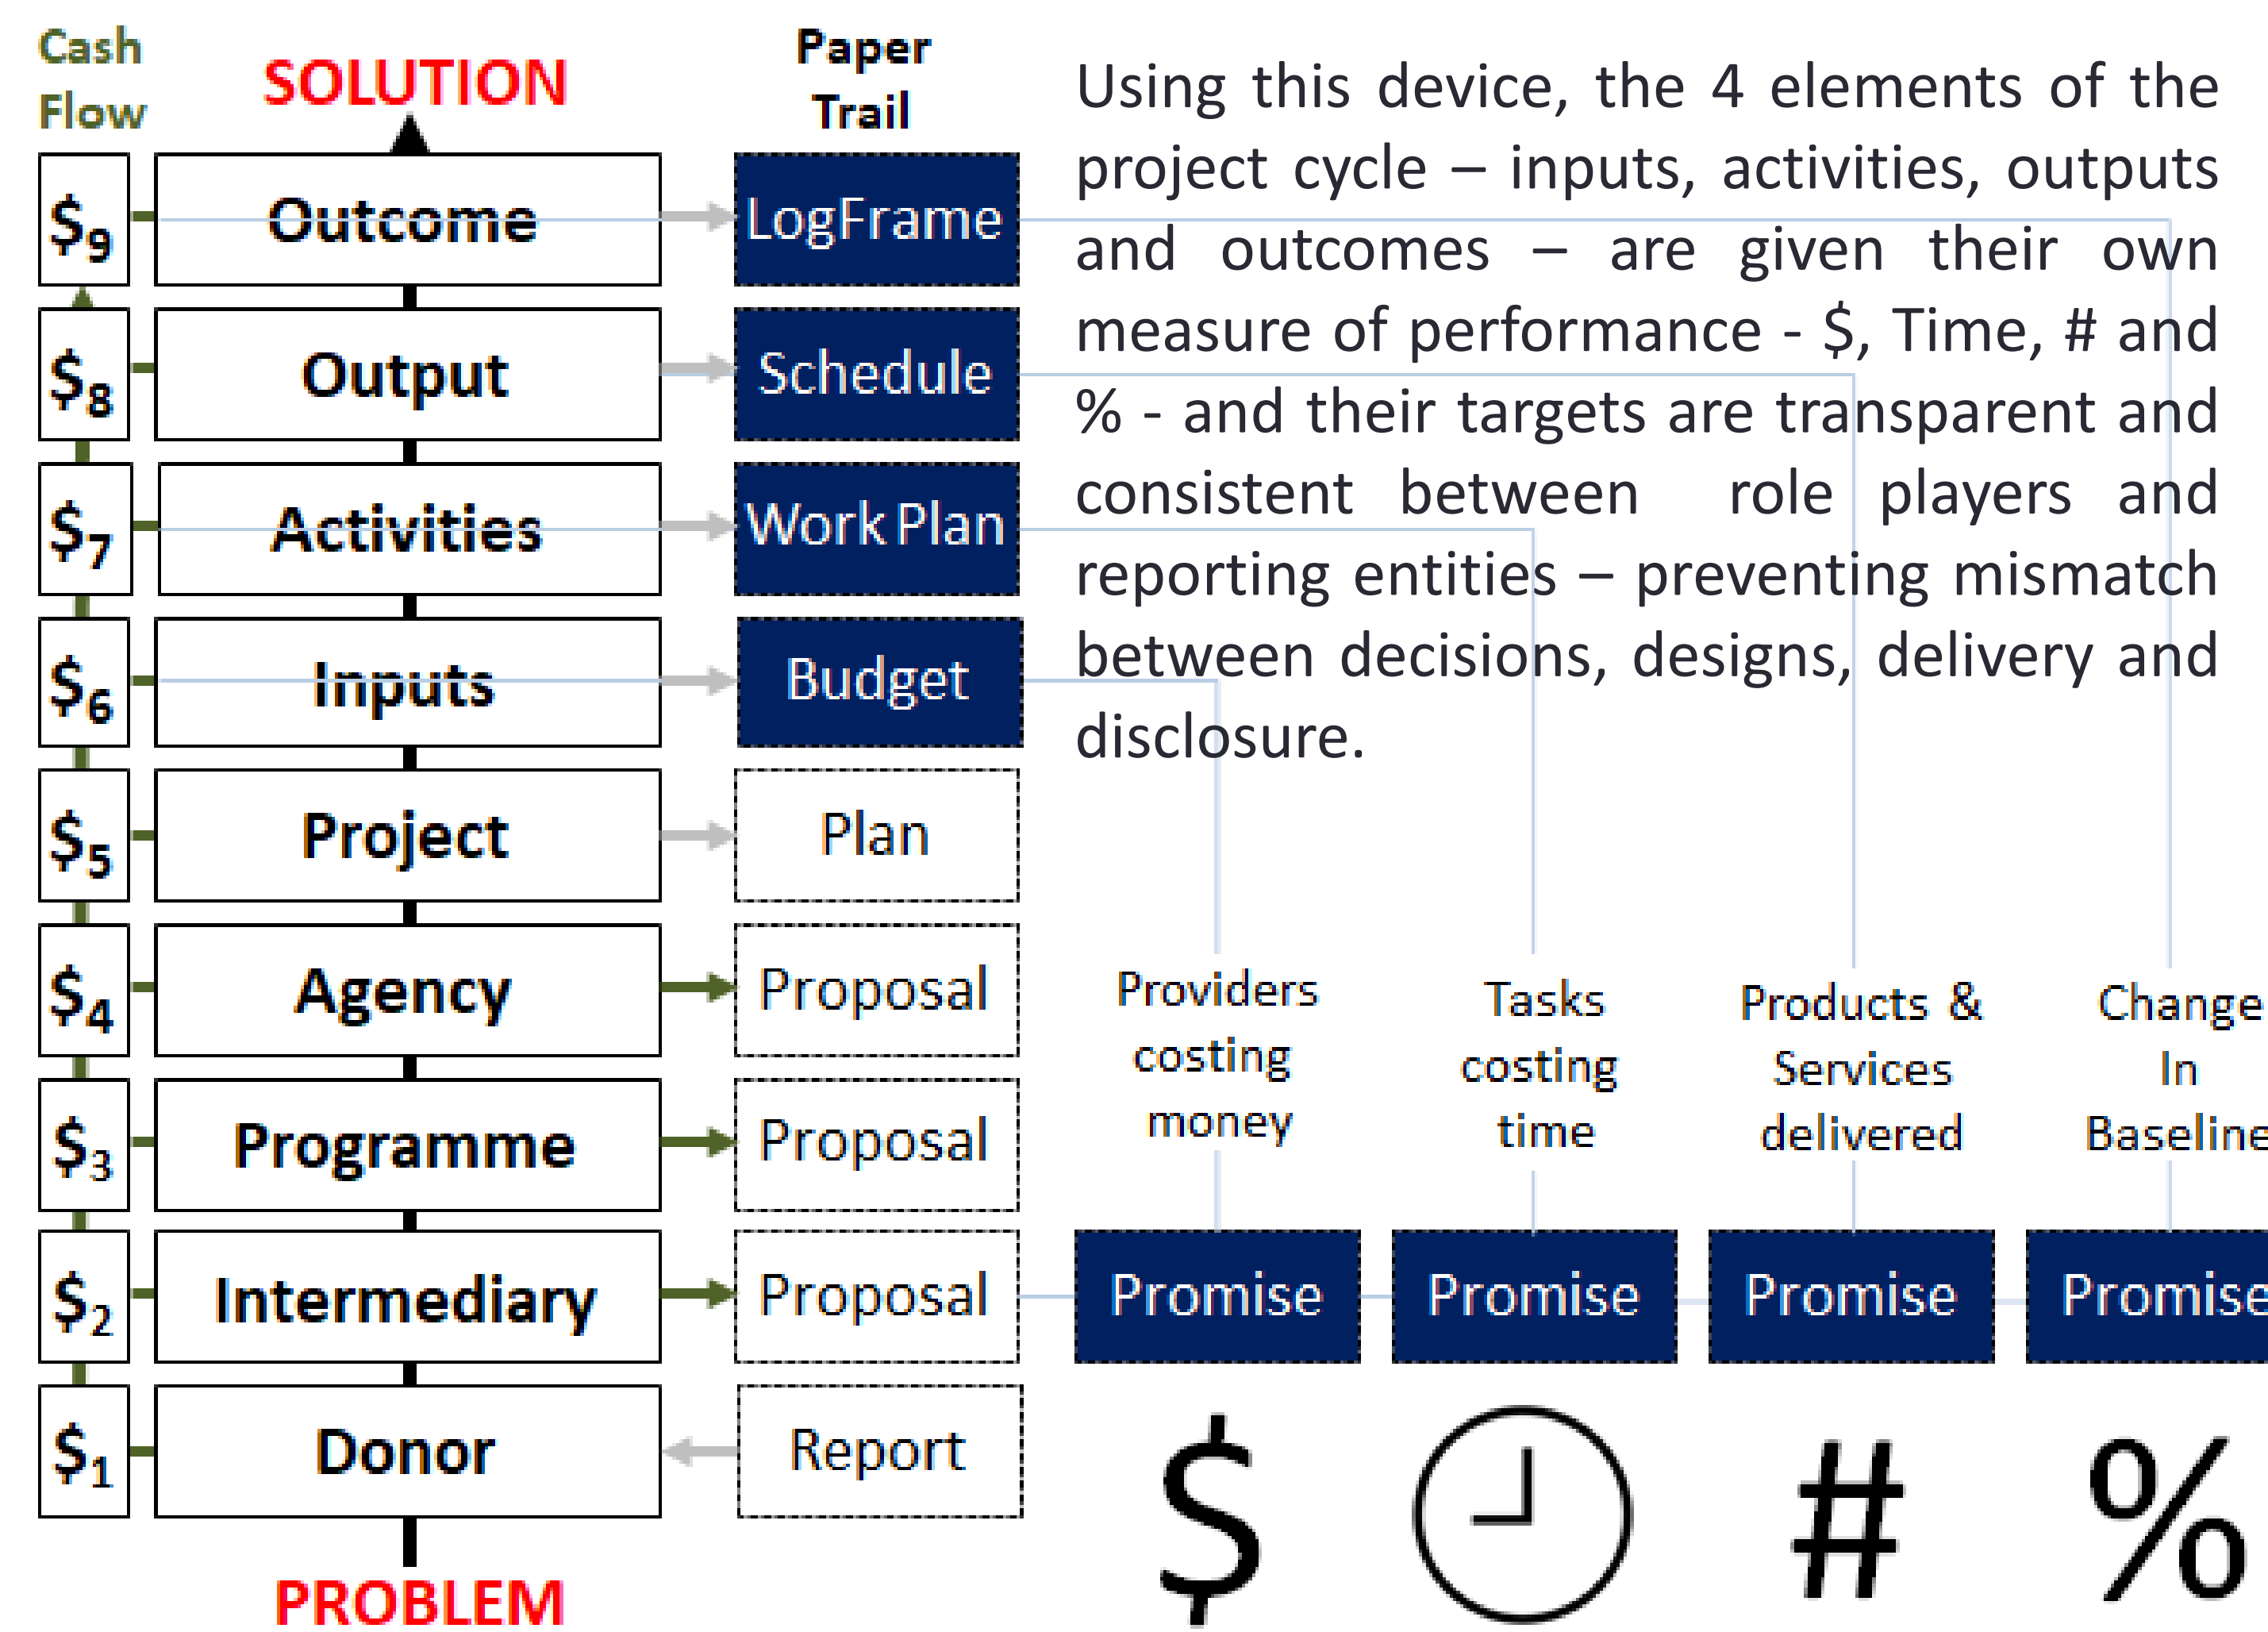 Cash
Flow
SOLUTION
Paper
Trail
$9
Outcome
LogFrame
$8
Output
Schedule
$7
Activities
Work Plan
$6
Inputs
Budget
$5
Project
Plan
$4
Agency
Proposal
$3
Programme
Proposal
$2
Intermediary
Proposal
$1
Donor
Report
PROBLEM
Using this device, the 4 elements of the
project cycle – inputs, activities, outputs
and outcomes – are given their own
measure of performance - $, Time, # and
% - and their targets are transparent and
consistent between role players and
reporting entities – preventing mismatch
between decisions, designs, delivery and
disclosure.
Providers
costing
money
Tasks
costing
time
Products &
Services
delivered
Change
In
Baseline
Promise
Promise
Promise
Promise
$
#
%